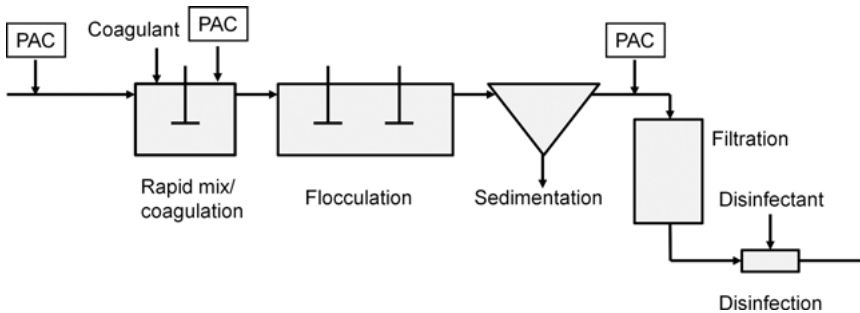 PAC
Coagulant
PAC
PAC
Rapid mix/
coagulation
Flocculation
Sedimentation
Filtration
Disinfectant
Disinfection